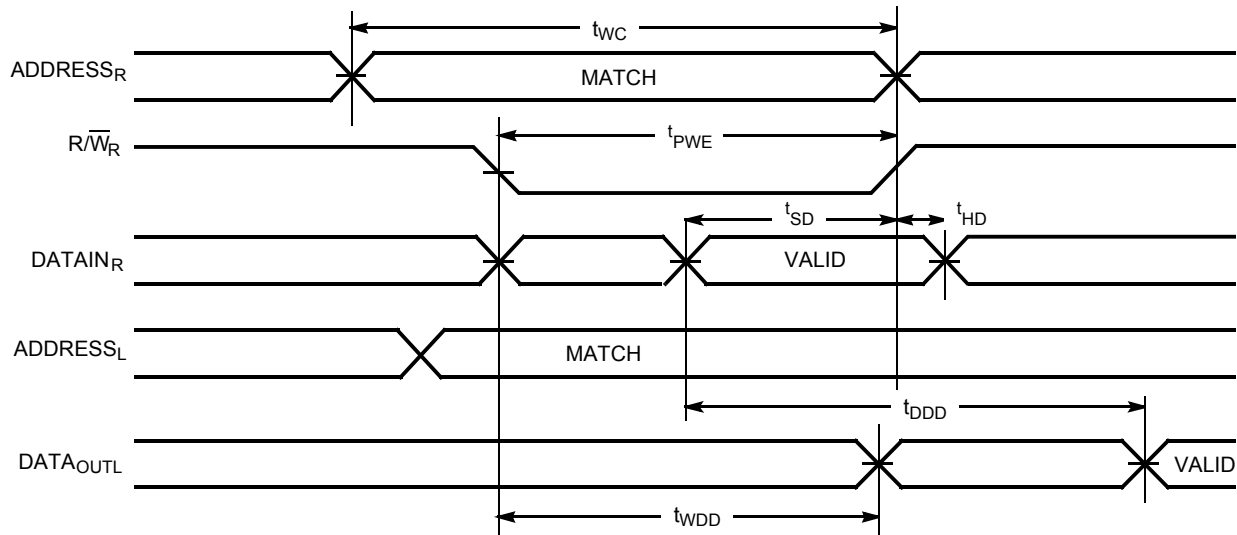 tWC
ADDRESSR
MATCH
tPWE
R/W̅R
tSD
tHD
DATAINR
VALID
ADDRESSL
MATCH
tDDD
DATAOUTL
VALID
tWDD